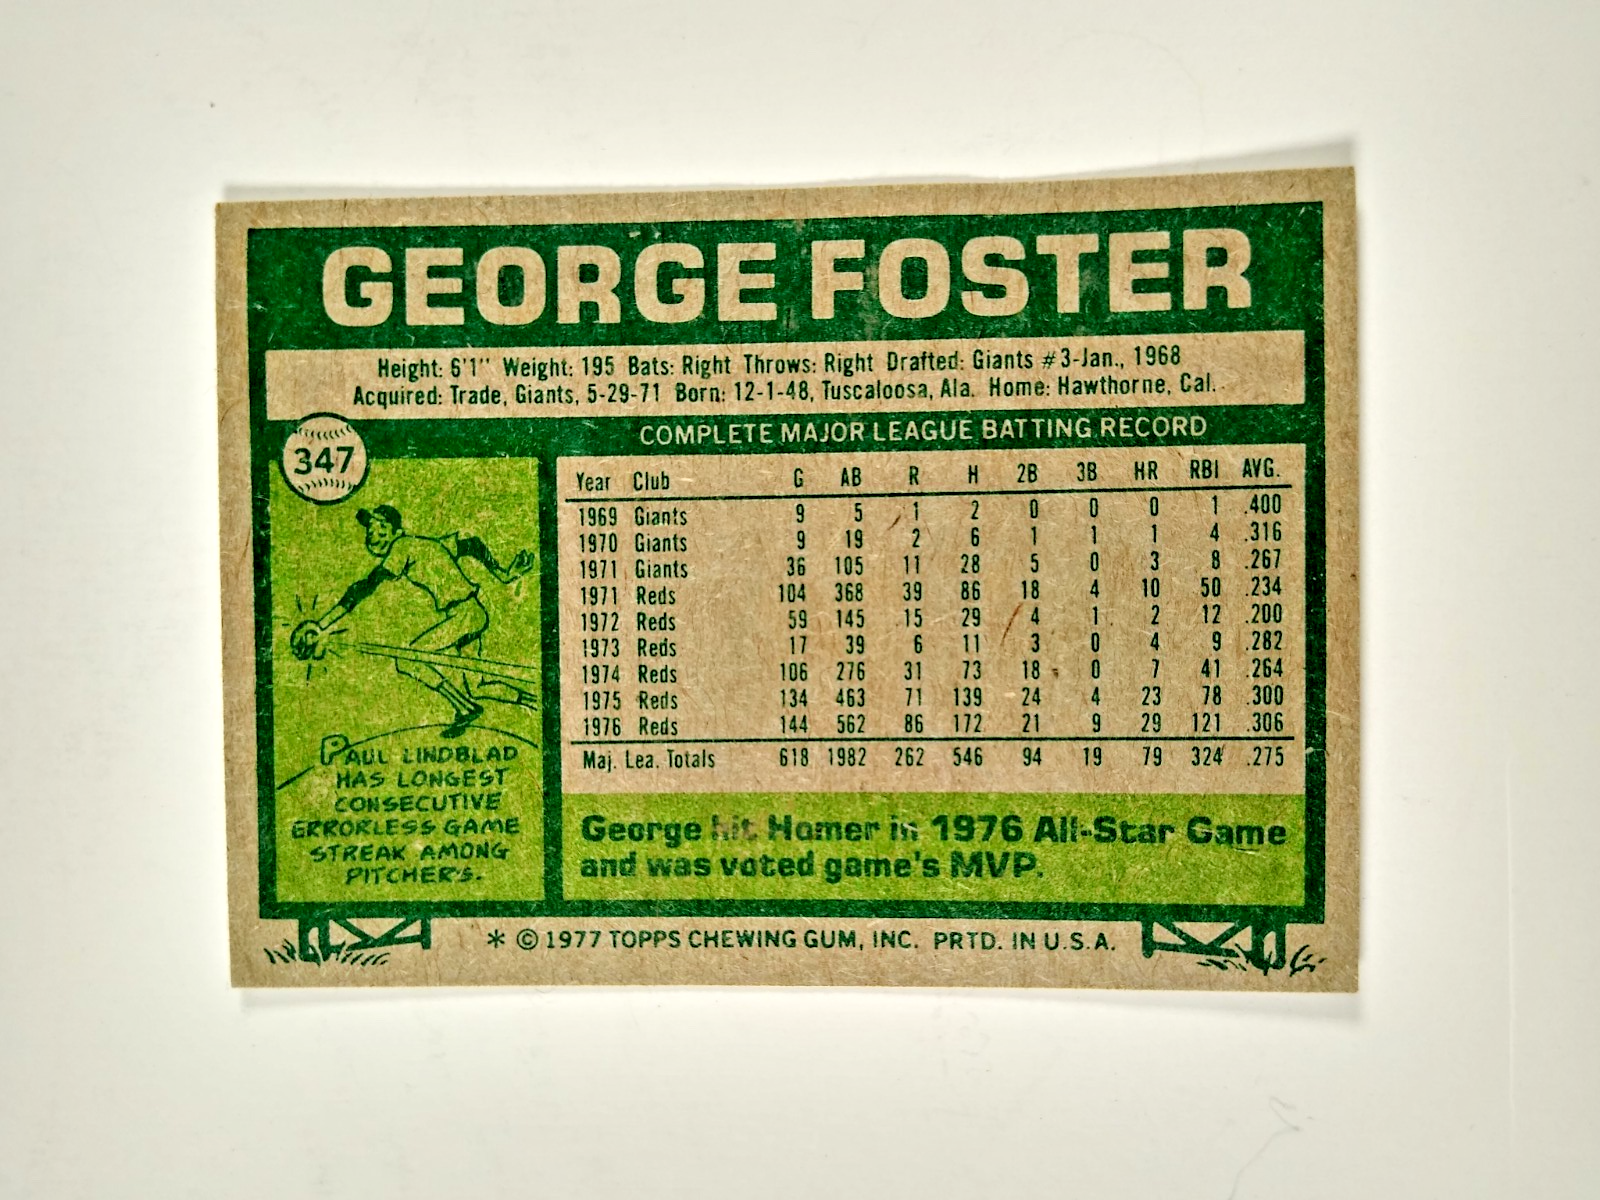 GEORGE FOSTER
Height: 6'1" Weight: 195 Bats: Right Throws: Right Drafted: Giants #3-Jan., 1968
Acquired: Trade, Giants, 5-29-71 Born: 12-1-48, Tuscaloosa, Ala. Home: Hawthorne, Cal.
347
PAUL LINDBLAD
HAS LONGEST
CONSECUTIVE
ERRORLESS GAME
STREAK AMONG
PITCHERS.
COMPLETE MAJOR LEAGUE BATTING RECORD
Year Club G AB R H 2B 3B HR RBI AVG.
1969 Giants 9 5 1 2 0 0 0 1 .400
1970 Giants 9 19 2 6 1 1 1 4 .316
1971 Giants 36 105 11 28 5 0 3 8 .267
1971 Reds 104 368 39 86 18 4 10 50 .234
1972 Reds 59 145 15 29 4 1 2 12 .200
1973 Reds 17 39 6 11 3 0 4 9 .282
1974 Reds 106 276 31 73 18 0 7 41 .264
1975 Reds 134 463 71 139 24 4 23 78 .300
1976 Reds 144 562 86 172 21 9 29 121 .306
Maj. Lea. Totals 618 1982 262 546 94 19 79 324 .275
George hit Homer in 1976 All-Star Game
and was voted game's MVP.
* © 1977 TOPPS CHEWING GUM, INC. PRTD. IN U.S.A.